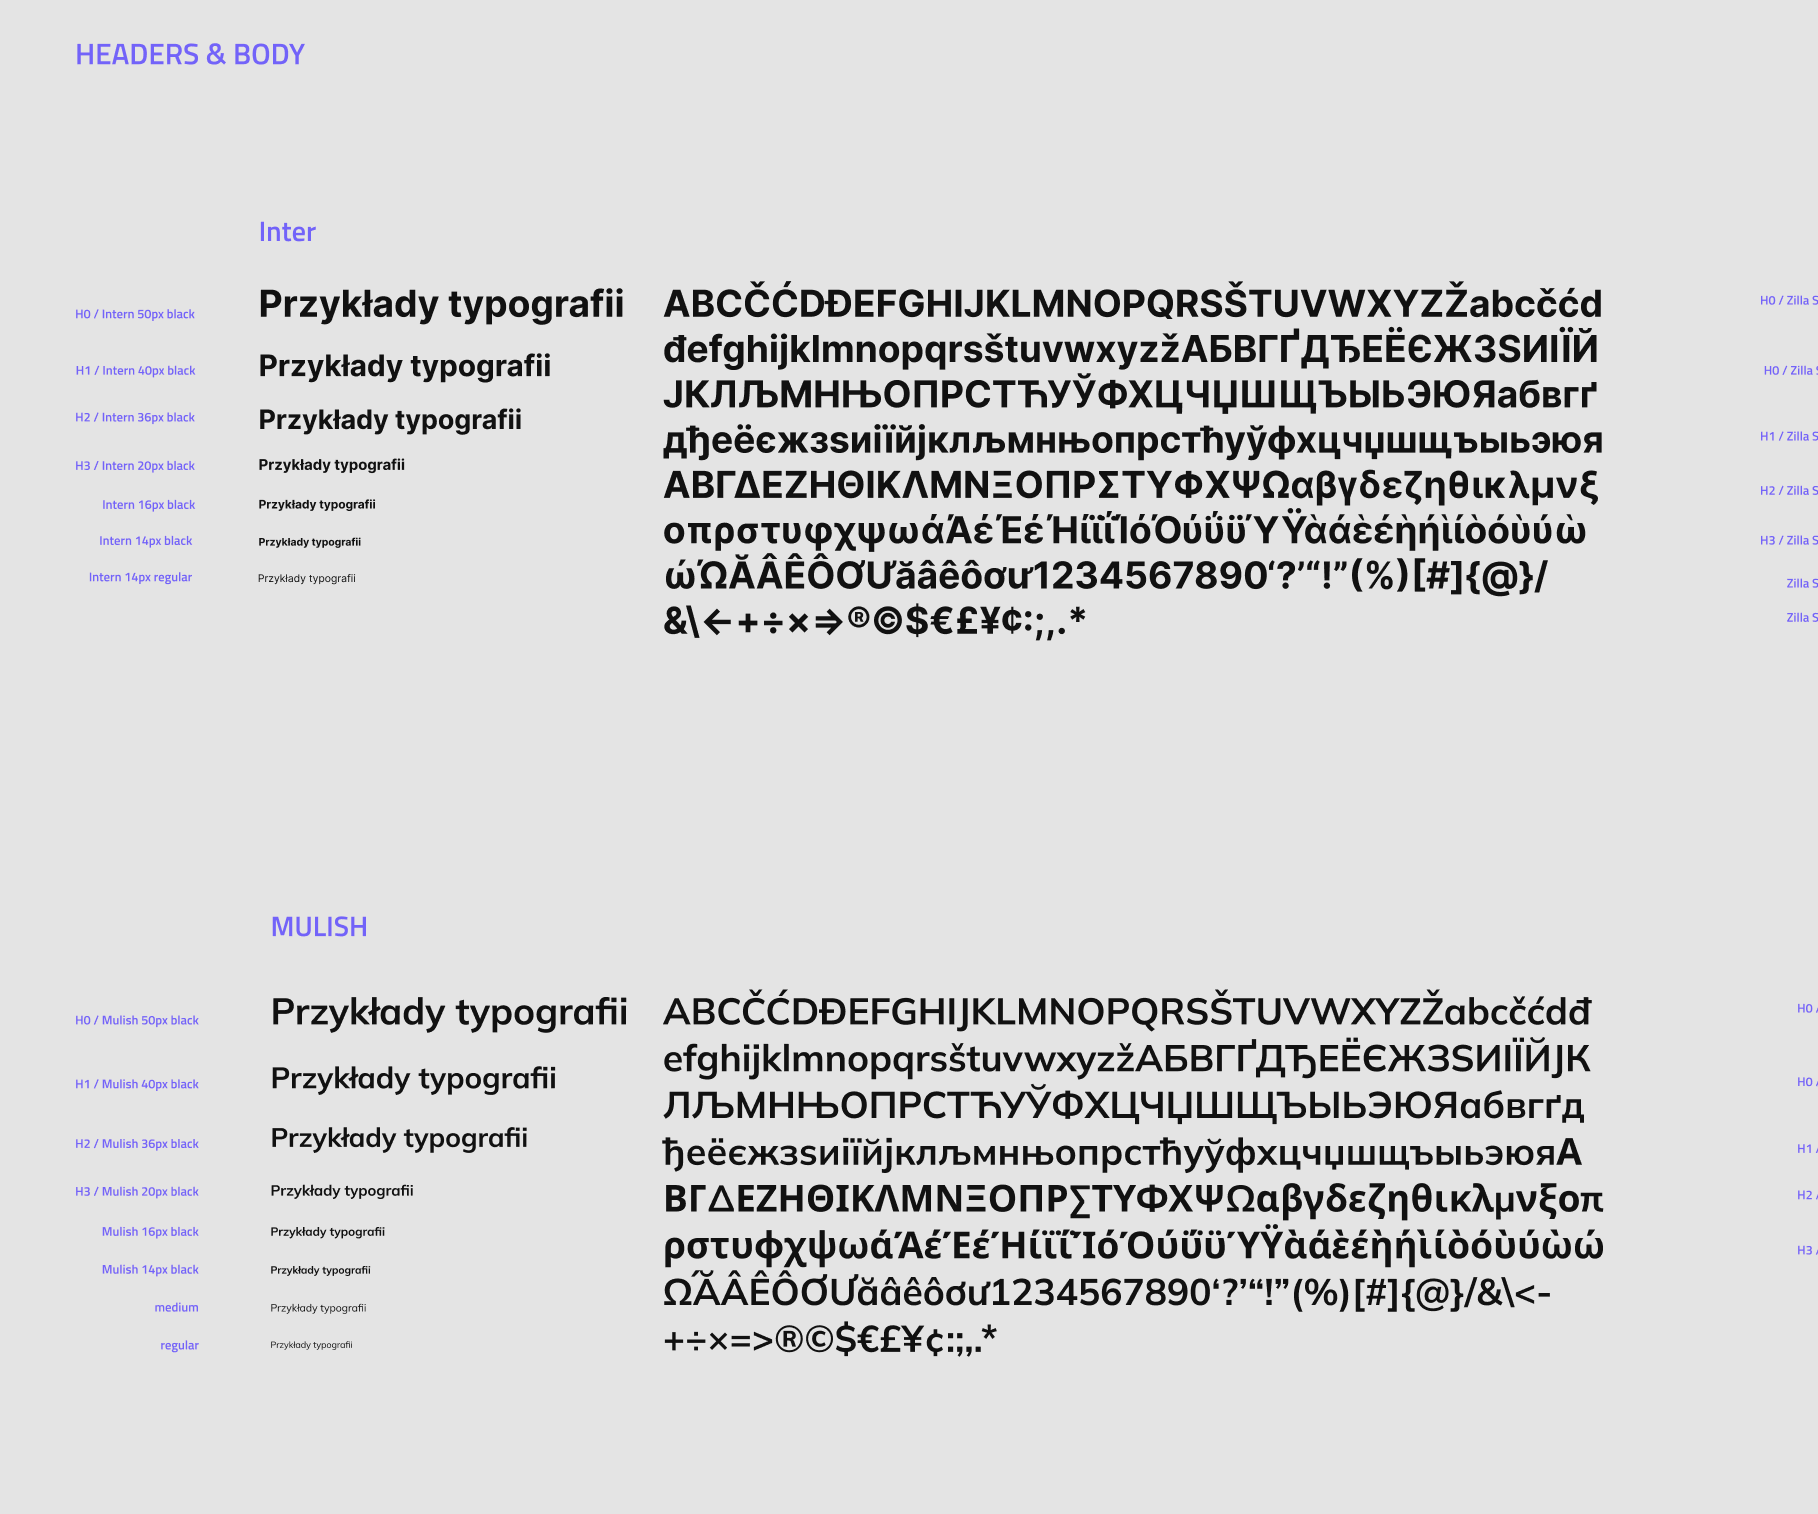 HEADERS & BODY
Inter
H0 / Intern 50px black
Przykłady typografii
H1 / Intern 40px black
Przykłady typografii
H2 / Intern 36px black
Przykłady typografii
H3 / Intern 20px black
Przykłady typografii
Intern 16px black
Przykłady typografii
Intern 14px black
Przykłady typografii
Intern 14px regular
Przykłady typografii
ABCČĆDĐEFGHIJKLMNOPQRSŠTUVWXYZŽabcčćd
đefghijklmnopqrsštuvwxyzžАБВГҐДЂЕЁЄЖЗЅИІЇЙ
ЈКЛЉМНЊОПРСТЋУЎФХЦЧЏШЩЪЫЬЭЮЯабвгґ
дђеёєжзѕиіїйјклљмнњопрстћуўфхцчџшщъыьэюя
ΑΒΓΔΕΖΗΘΙΚΛΜΝΞΟΠΡΣΤΥΦΧΨΩαβγδεζηθικλμνξ
οπρστυφχψωάΆέΈέΉίϊΐΊόΌύΰϋΎΫὰάὲέὴήὶίὸόὺύὼ
ώΏĂÂÊÔƠƯăâêôơư1234567890‘?’“!”(%)[#]{@}/
&\←+÷×⇒®©$€£¥¢:;,.*
H0 / Zilla S
H0 / Zilla S
H1 / Zilla S
H2 / Zilla S
H3 / Zilla S
Zilla S
Zilla S
MULISH
H0 / Mulish 50px black
Przykłady typografii
H1 / Mulish 40px black
Przykłady typografii
H2 / Mulish 36px black
Przykłady typografii
H3 / Mulish 20px black
Przykłady typografii
Mulish 16px black
Przykłady typografii
Mulish 14px black
Przykłady typografii
medium
Przykłady typografii
regular
Przykłady typografii
ABCČĆDĐEFGHIJKLMNOPQRSŠTUVWXYZŽabcčćdđ
efghijklmnopqrsštuvwxyzžАБВГҐДЂЕЁЄЖЗЅИІЇЙЈК
ЛЉМНЊОПРСТЋУЎФХЦЧЏШЩЪЫЬЭЮЯабвгґд
ђеёєжзѕиіїйјклљмнњопрстћуўфхцчџшщъыьэюяΑ
ΒΓΔΕΖΗΘΙΚΛΜΝΞΟΠΡΣΤΥΦΧΨΩαβγδεζηθικλμνξοπ
ρστυφχψωάΆέΈέΉίϊΐΊόΌύΰϋΎΫὰάὲέὴήὶίὸόὺύὼώ
ΏĂÂÊÔƠƯăâêôơư1234567890‘?’“!”(%)[#]{@}/&\<-
+÷×=>®©$€£¥¢:;,.*
H0 /
H0 /
H1 /
H2 /
H3 /